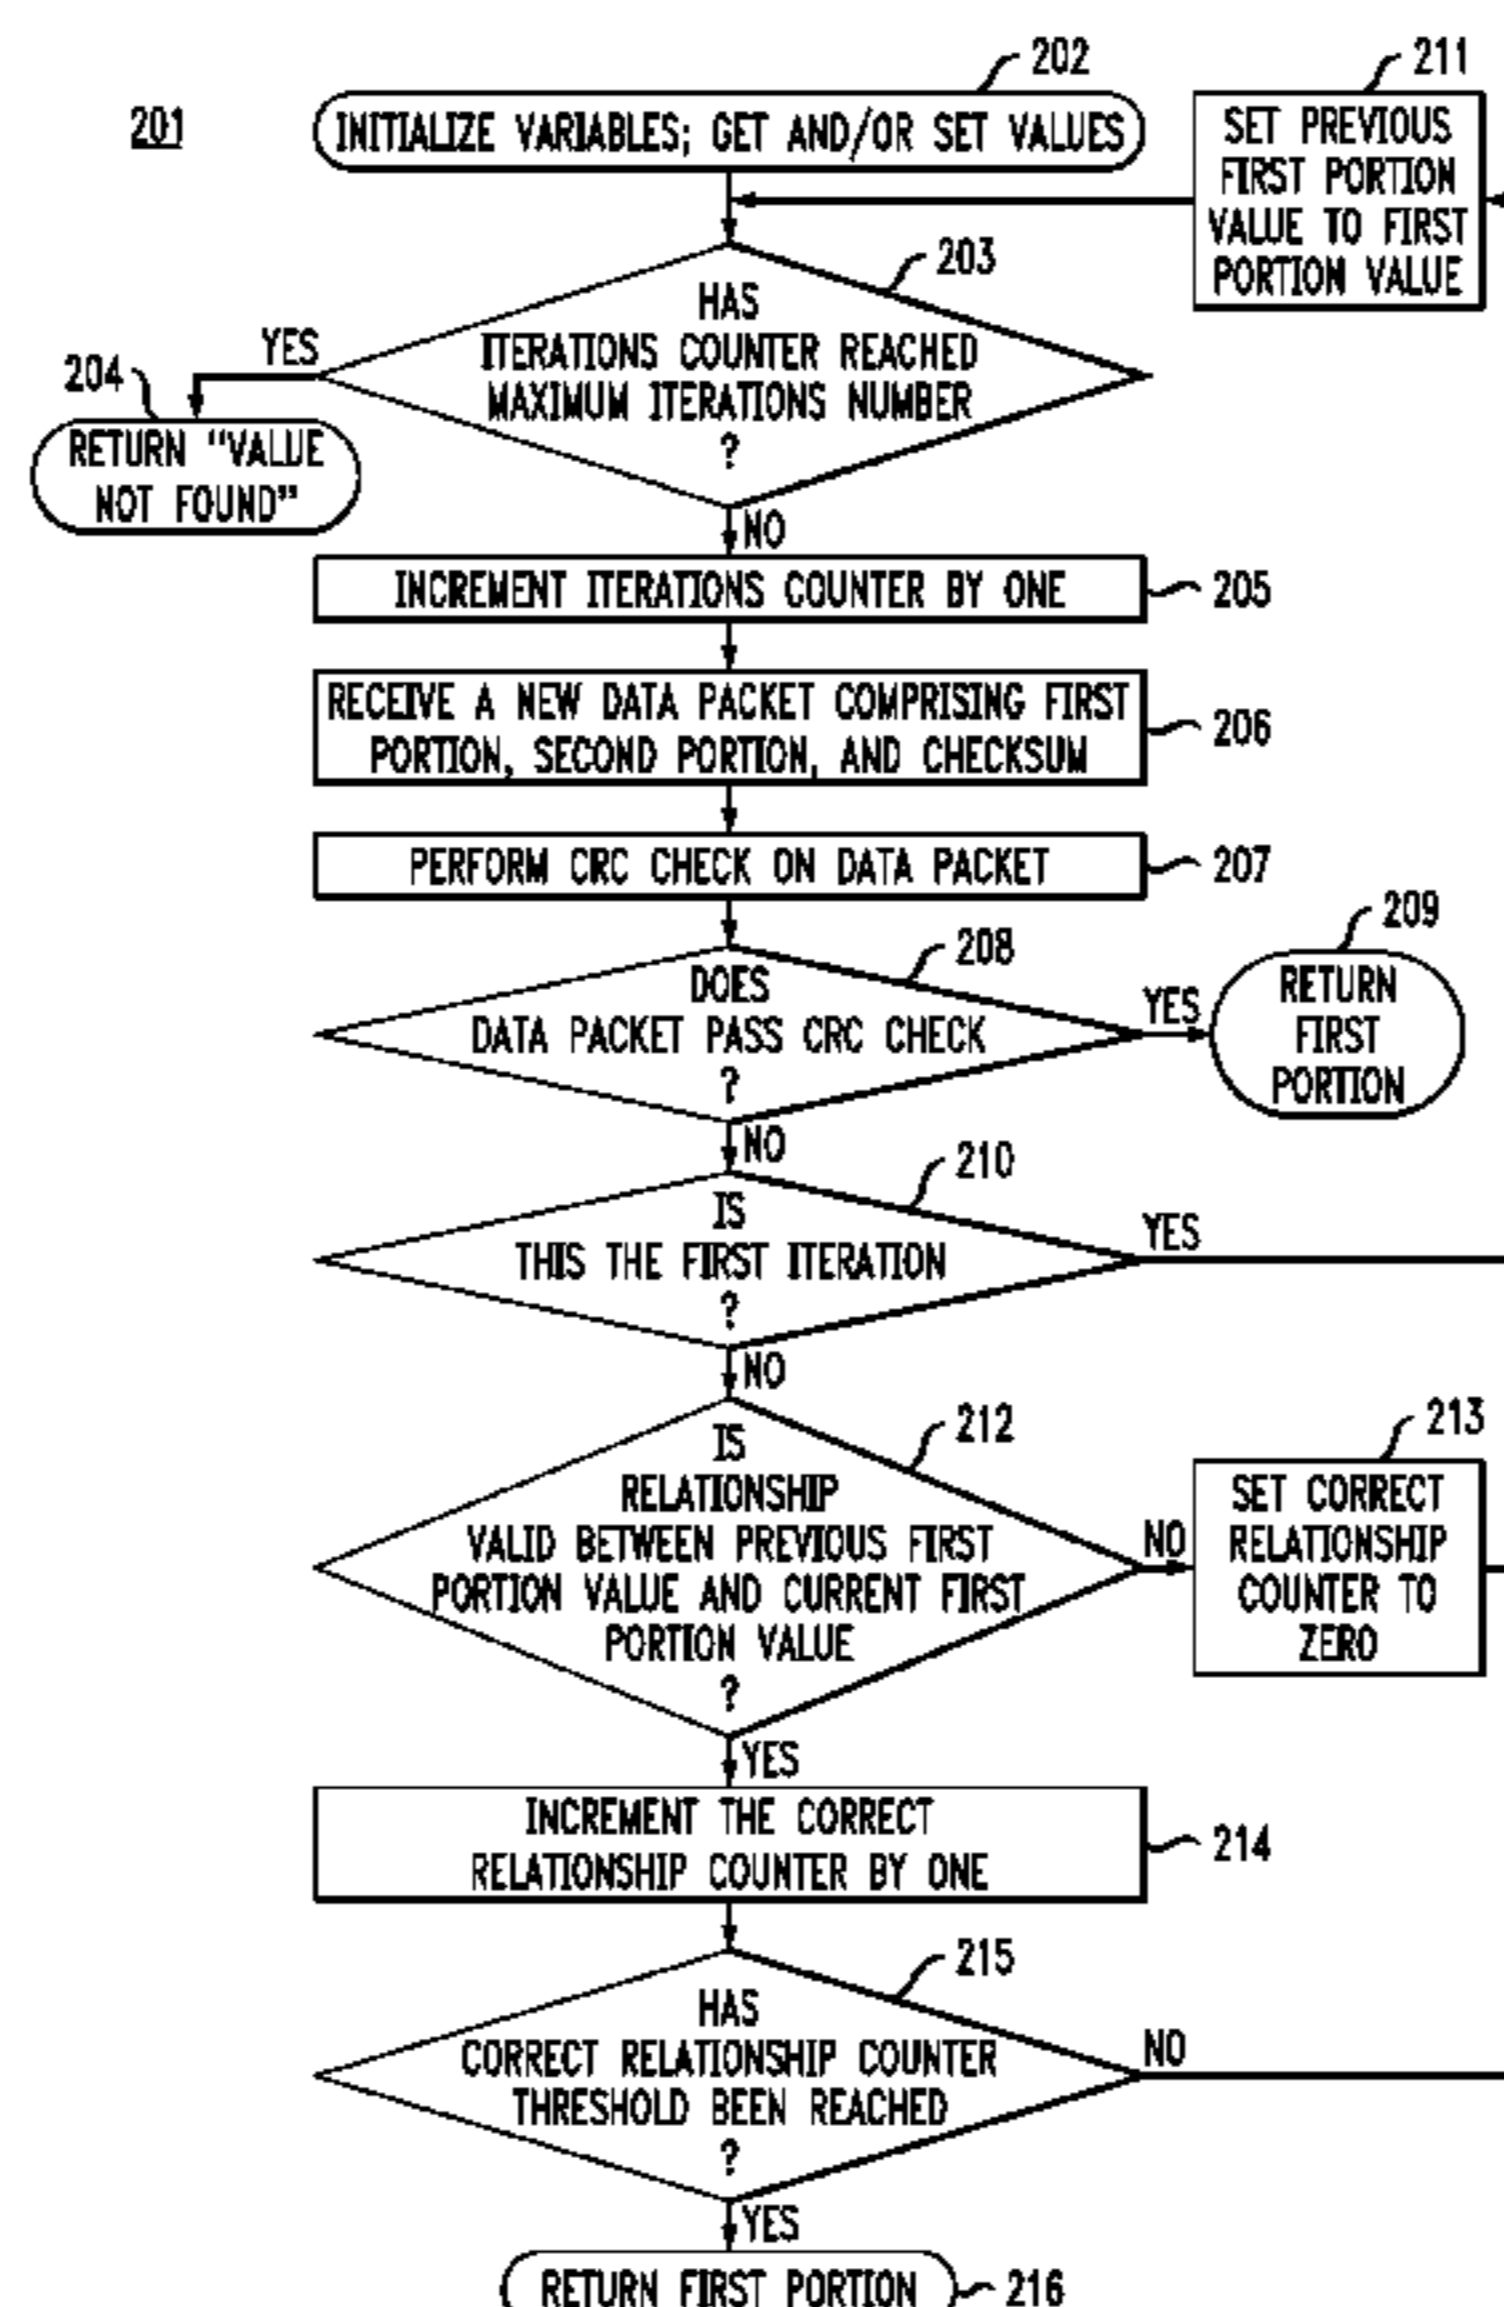 201
202
INITIALIZE VARIABLES; GET AND/OR SET VALUES
211
SET PREVIOUS
FIRST PORTION
VALUE TO FIRST
PORTION VALUE
203
HAS
ITERATIONS COUNTER REACHED
MAXIMUM ITERATIONS NUMBER
?
YES
204
RETURN "VALUE
NOT FOUND"
NO
INCREMENT ITERATIONS COUNTER BY ONE
205
RECEIVE A NEW DATA PACKET COMPRISING FIRST
PORTION, SECOND PORTION, AND CHECKSUM
206
PERFORM CRC CHECK ON DATA PACKET
207
208
DOES
DATA PACKET PASS CRC CHECK
?
YES
209
RETURN
FIRST
PORTION
NO
210
IS
THIS THE FIRST ITERATION
?
YES
NO
212
IS
RELATIONSHIP
VALID BETWEEN PREVIOUS FIRST
PORTION VALUE AND CURRENT FIRST
PORTION VALUE
?
NO
213
SET CORRECT
RELATIONSHIP
COUNTER TO
ZERO
YES
INCREMENT THE CORRECT
RELATIONSHIP COUNTER BY ONE
214
215
HAS
CORRECT RELATIONSHIP COUNTER
THRESHOLD BEEN REACHED
?
NO
YES
RETURN FIRST PORTION
216